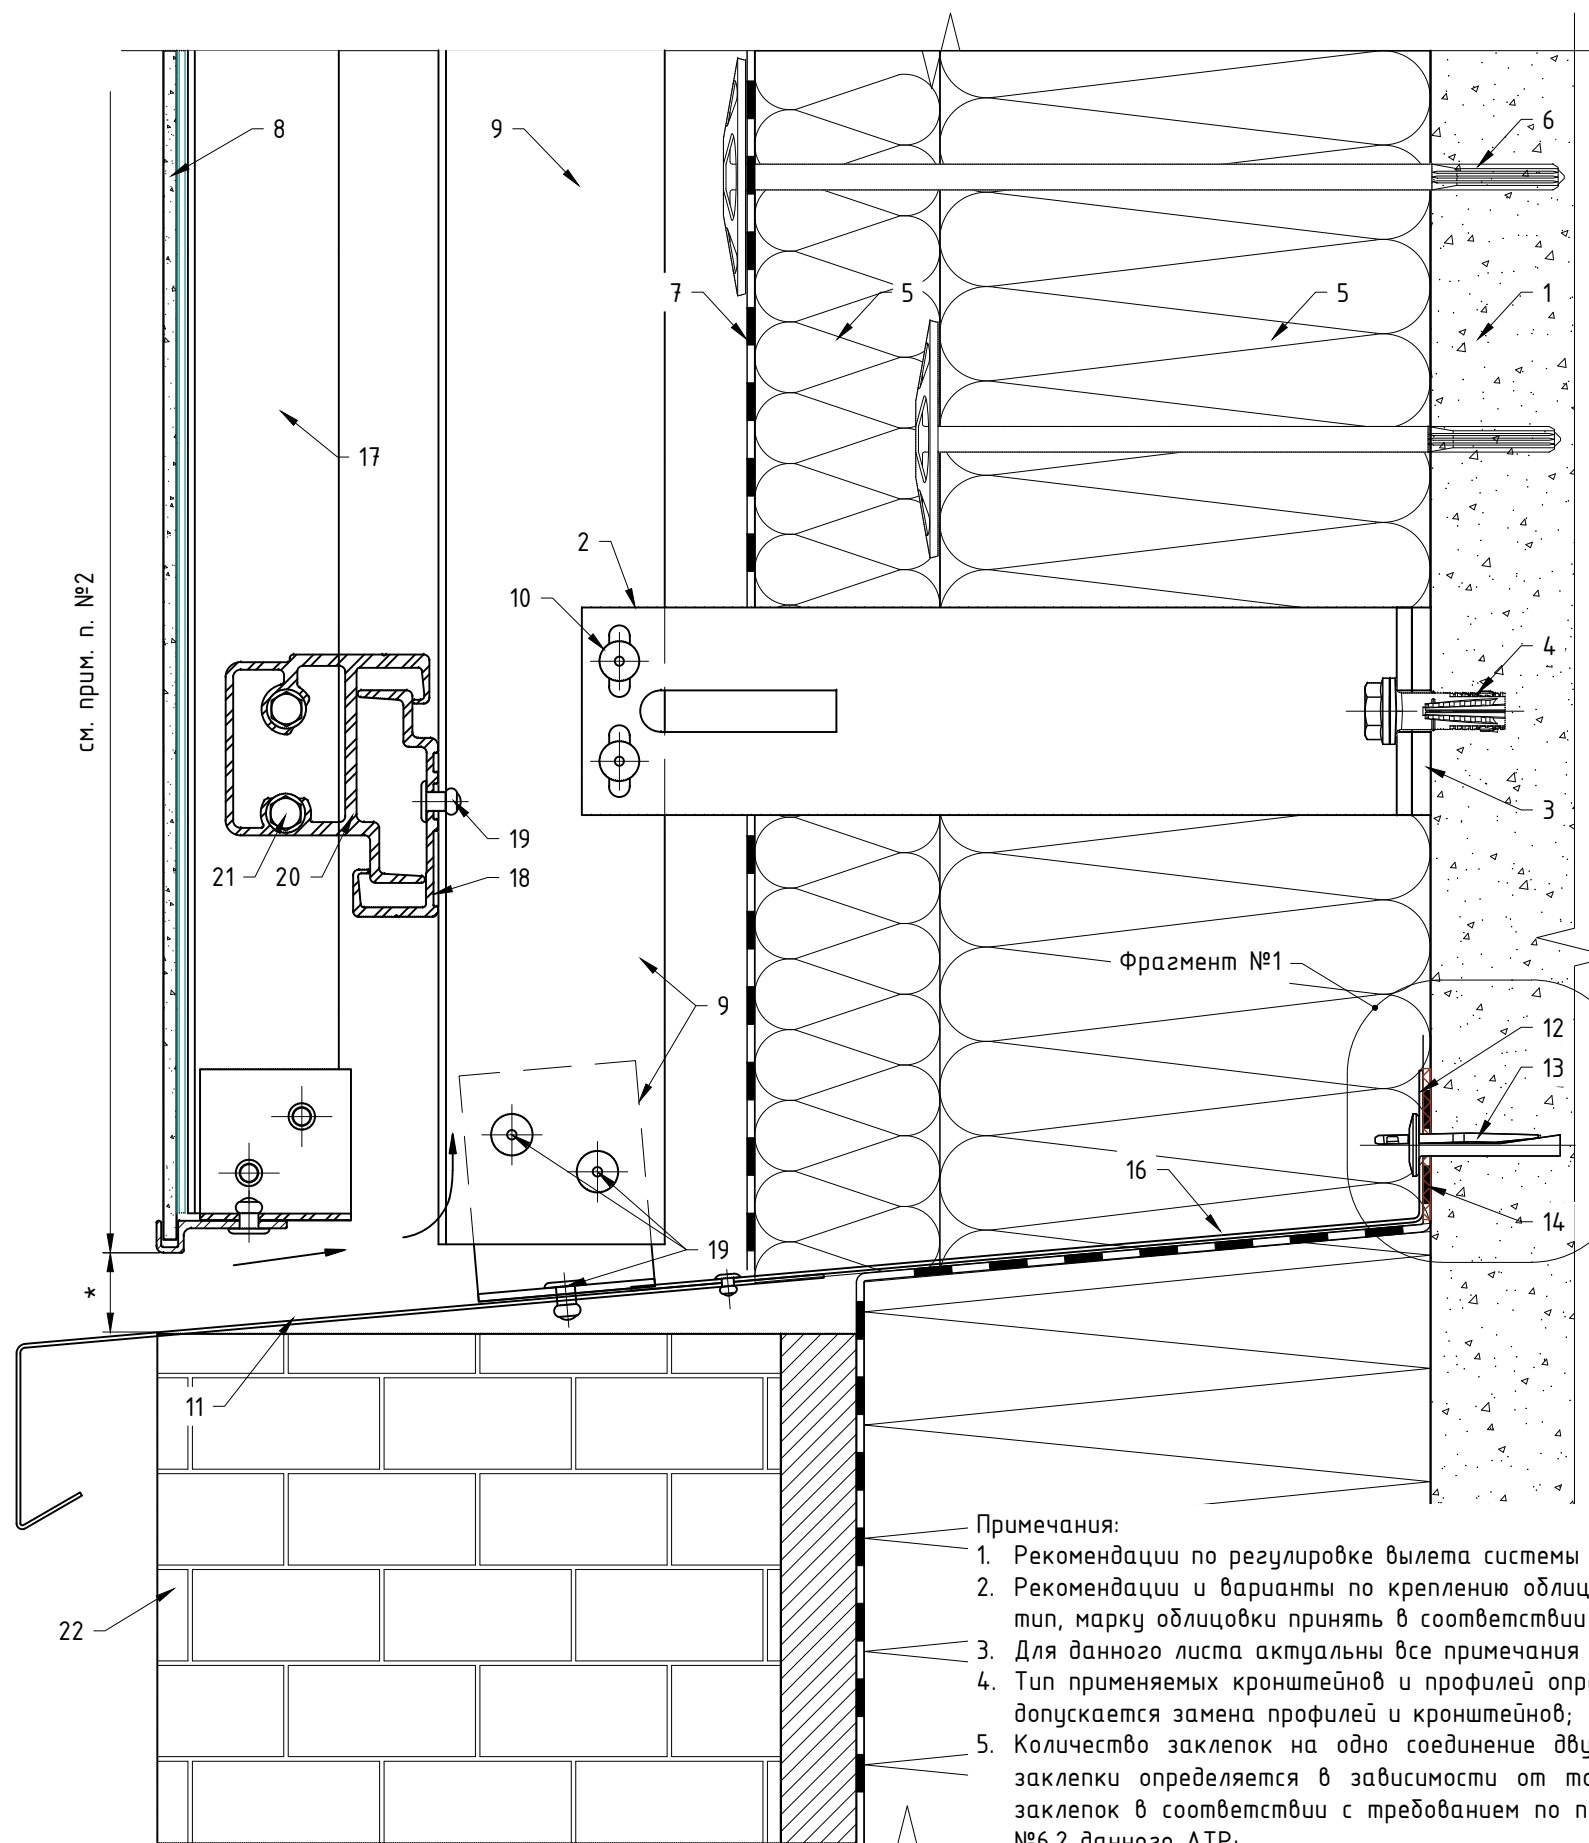 8
9
6
7
5
5
1
17
см. прим. п. №2
2
10
4
19
3
21
20
18
Фрагмент №1
9
12
13
16
14
19
*
11
22
Примечания:
1. Рекомендации по регулировке вылета системы
2. Рекомендации и варианты по креплению
тип, марку облицовки принять в соответствии
3. Для данного листа актуальны все примечания
4. Тип применяемых кронштейнов и профилей
допускается замена профилей и кронштейнов;
5. Количество заклепок на одно соединение
заклепки определяется в зависимости от
заклепок в соответствии с требованием по
№6.2 данного АТР;